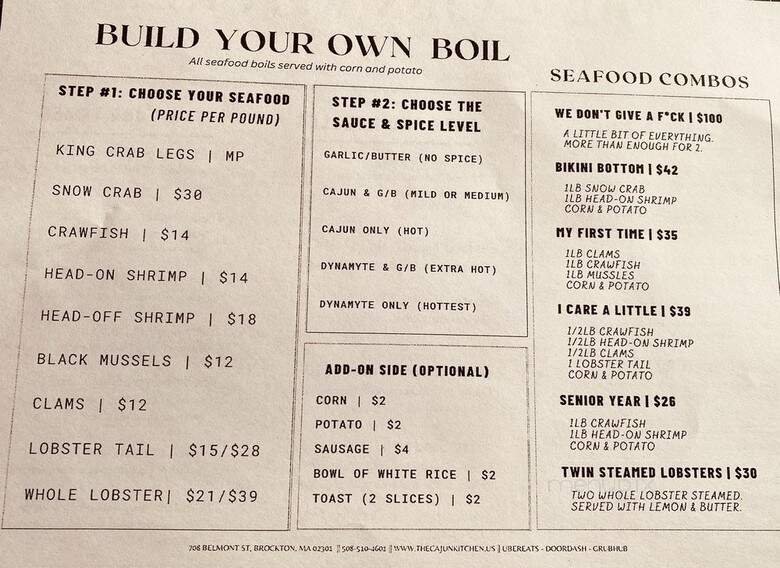 BUILD YOUR OWN BOIL
All seafood boils served with corn and potato
STEP #1: CHOOSE YOUR SEAFOOD
(PRICE PER POUND)
KING CRAB LEGS | MP
SNOW CRAB | $30
CRAWFISH | $14
HEAD-ON SHRIMP | $14
HEAD-OFF SHRIMP | $18
BLACK MUSSELS | $12
CLAMS | $12
LOBSTER TAIL | $15/$28
WHOLE LOBSTER| $21/$39
STEP #2: CHOOSE THE
SAUCE & SPICE LEVEL
GARLIC/BUTTER (NO SPICE)
CAJUN & G/B (MILD OR MEDIUM)
CAJUN ONLY (HOT)
DYNAMYTE & G/B (EXTRA HOT)
DYNAMYTE ONLY (HOTTEST)
ADD-ON SIDE (OPTIONAL)
CORN | $2
POTATO | $2
SAUSAGE | $4
BOWL OF WHITE RICE | $2
TOAST (2 SLICES) | $2
SEAFOOD COMBOS
WE DON'T GIVE A F*CK | $100
A LITTLE BIT OF EVERYTHING.
MORE THAN ENOUGH FOR 2.
BIKINI BOTTOM | $42
1LB SNOW CRAB
1LB HEAD-ON SHRIMP
CORN & POTATO
MY FIRST TIME | $35
1LB CLAMS
1LB CRAWFISH
1LB MUSSLES
CORN & POTATO
I CARE A LITTLE | $39
1/2LB CRAWFISH
1/2LB HEAD-ON SHRIMP
1/2LB CLAMS
1 LOBSTER TAIL
CORN & POTATO
SENIOR YEAR | $26
1LB CRAWFISH
1LB HEAD-ON SHRIMP
CORN & POTATO
TWIN STEAMED LOBSTERS | $30
TWO WHOLE LOBSTER STEAMED.
SERVED WITH LEMON & BUTTER.
708 BELMONT ST, BROCKTON, MA 02301 || 508-510-4601 || WWW.THECAJUNKITCHEN.US || UBEREATS - DOORDASH - GRUBHUB